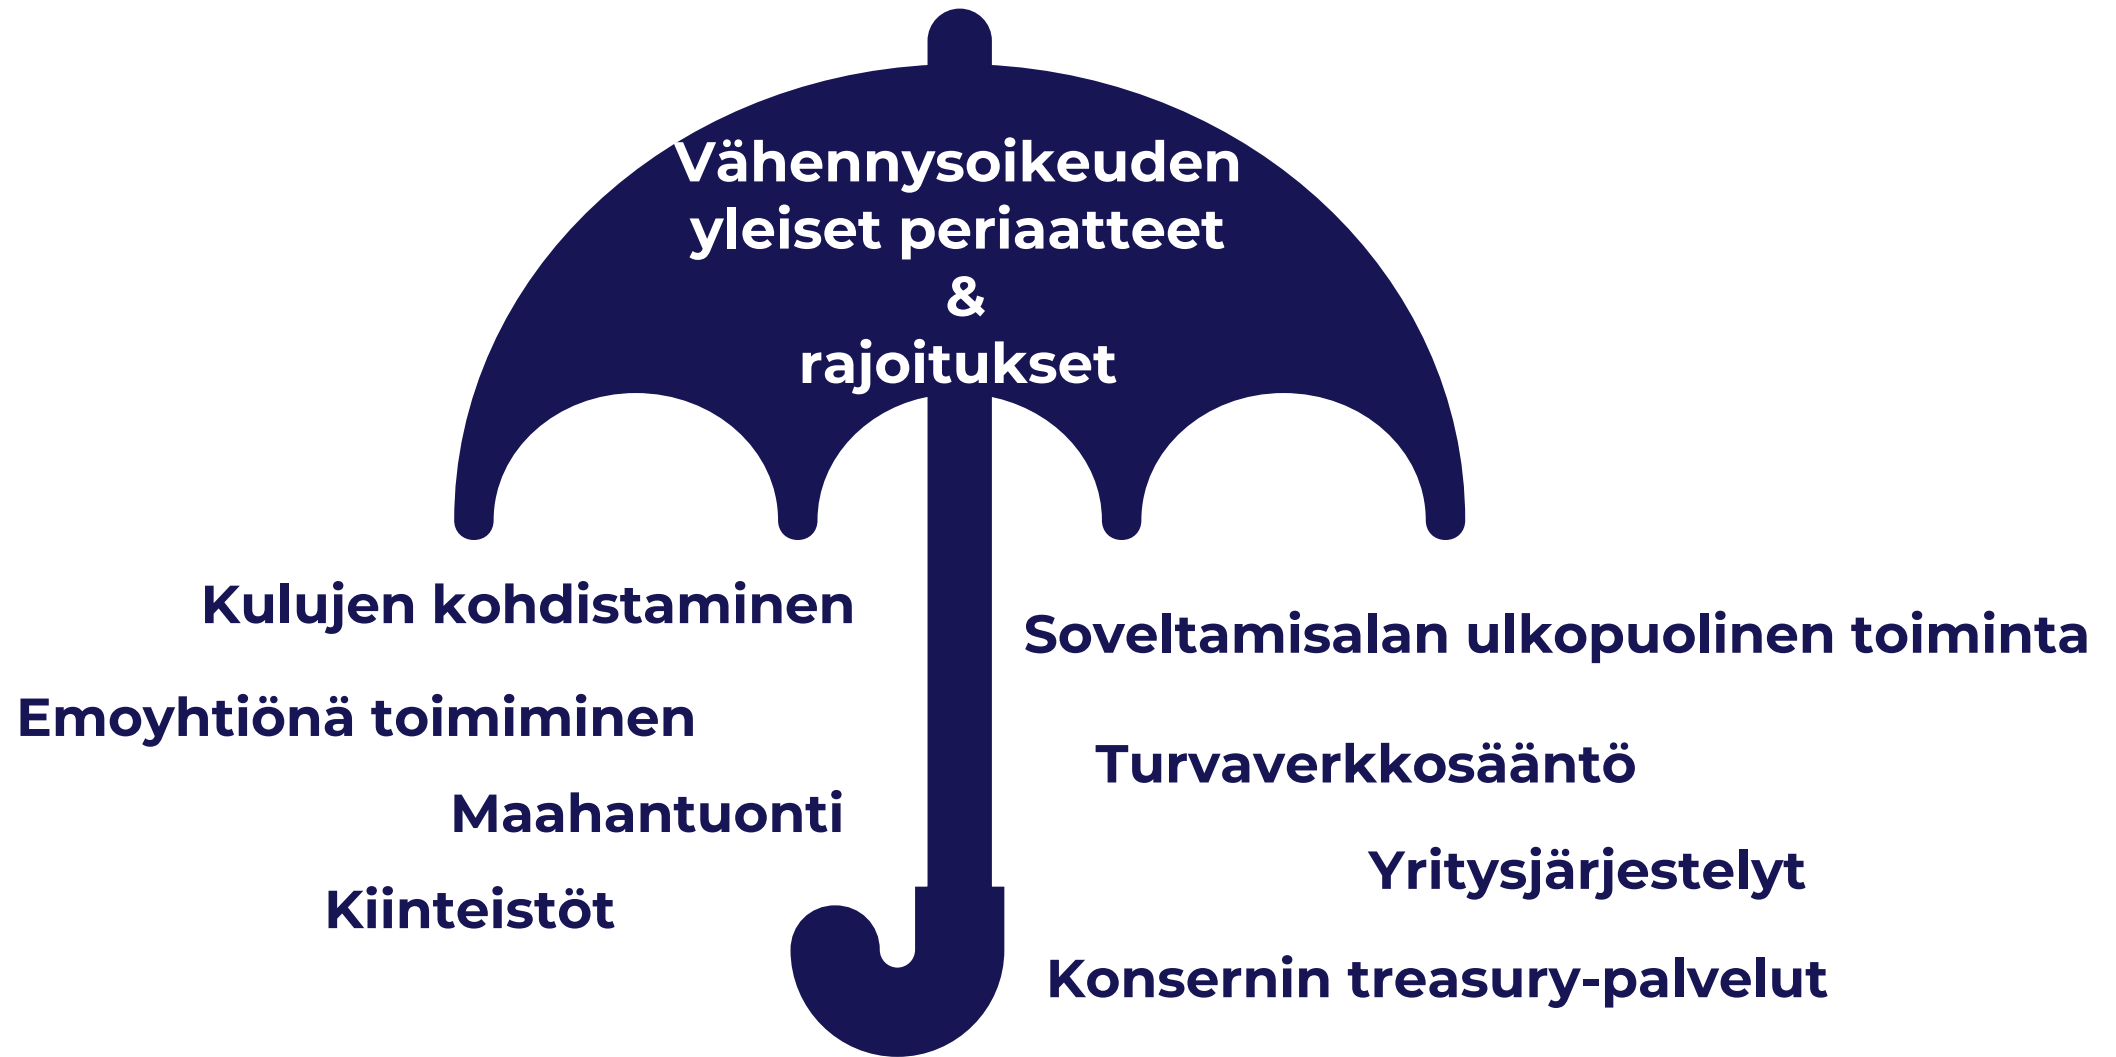 Vähennysoikeuden
yleiset periaatteet
&
rajoitukset
Kulujen kohdistaminen
Emoyhtiönä toimiminen
Maahantuonti
Kiinteistöt
Soveltamisalan ulkopuolinen toiminta
Turvaverkkosääntö
Yritysjärjestelyt
Konsernin treasury-palvelut